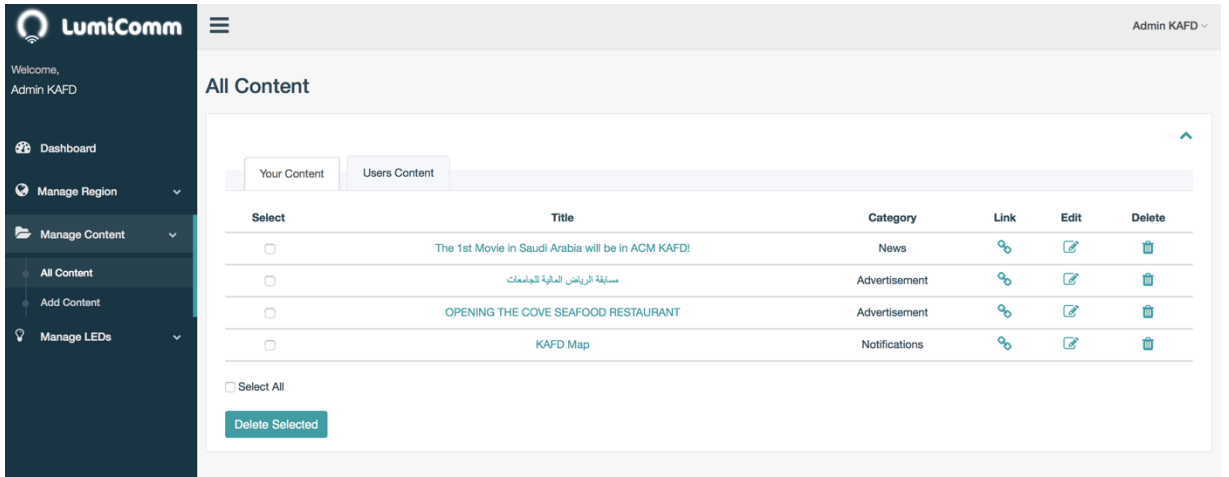 LumiComm
Admin KAFD
Welcome,
Admin KAFD
Dashboard
Manage Region
Manage Content
All Content
Add Content
Manage LEDs
All Content
Your Content Users Content
Select Title Category Link Edit Delete
The 1st Movie in Saudi Arabia will be in ACM KAFD! News
مسابقة الرياض المالية للجامعات Advertisement
OPENING THE COVE SEAFOOD RESTAURANT Advertisement
KAFD Map Notifications
Select All
Delete Selected